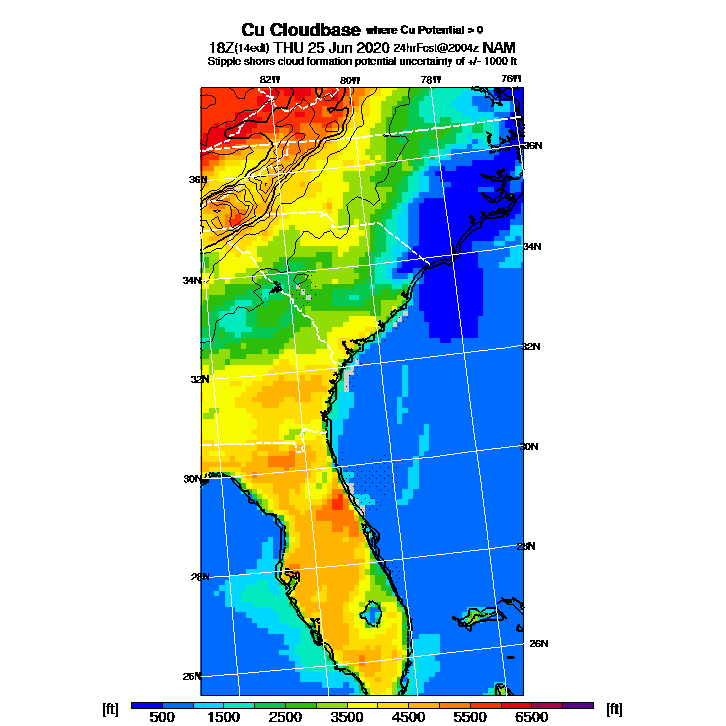 Cu Cloudbase where Cu Potential > 0
18Z(14edt) THU 25 Jun 2020 24hrFcst@2004z NAM
Stipple shows cloud formation potential uncertainty of +/- 1000 ft
82W 80W 78W 76W
36N
36N
34N
34N
32N
32N
30N
30N
28N
28N
26N
26N
[ft] 500 1500 2500 3500 4500 5500 6500 [ft]